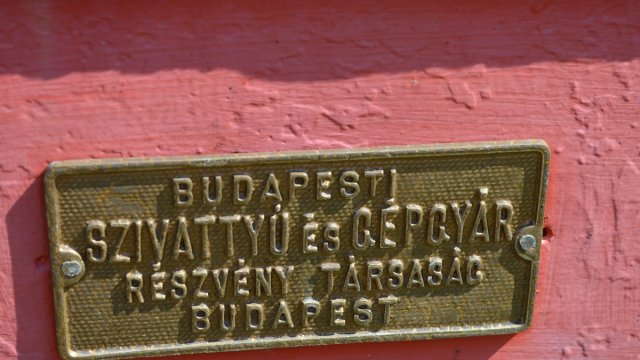 BUDAPESTI
SZIVATTYÚ és GÉPGYÁR
RÉSZVÉNY TÁRSASÁG
BUDAPEST